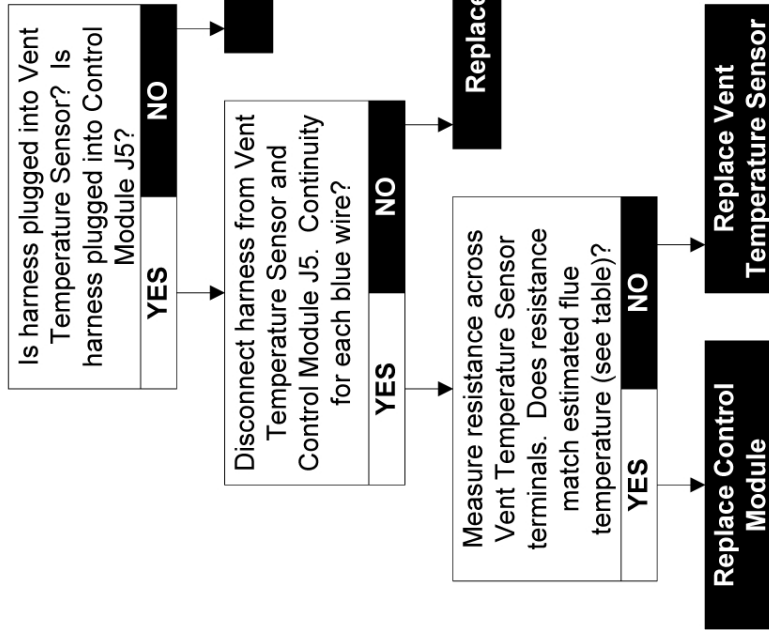 Is harness plugged into Vent
Temperature Sensor?  Is
harness plugged into Control
Module J5?
YES
NO
Disconnect harness from Vent
Temperature Sensor and
Control Module J5.  Continuity
for each blue wire?
YES
NO
Replace
Measure resistance across
Vent Temperature Sensor
terminals.  Does resistance
match estimated flue
temperature (see table)?
YES
NO
Replace Control
Module
Replace Vent
Temperature Sensor